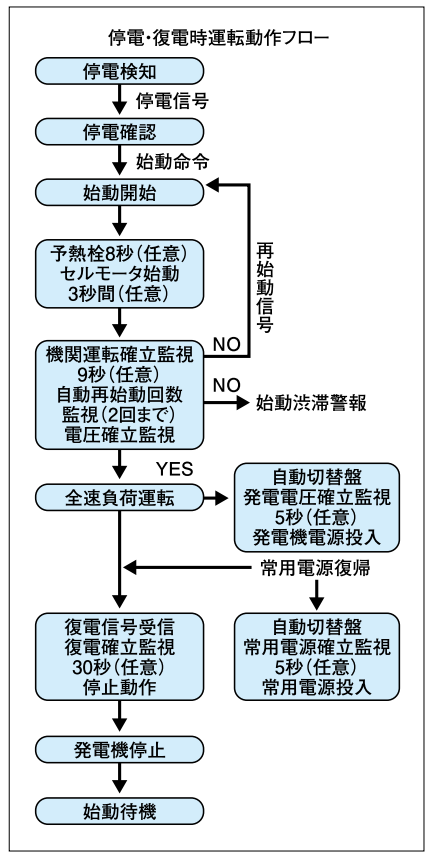 停電・復電時運転動作フロー
停電検知
停電信号
停電確認
始動命令
始動開始
予熱栓8秒（任意）
セルモータ始動
3秒間（任意）
再始動信号
機関運転確立監視
9秒（任意）
自動再始動回数
監視（2回まで）
電圧確立監視
NO
NO
始動渋滞警報
YES
全速負荷運転
自動切替盤
発電電圧確立監視
5秒（任意）
発電機電源投入
常用電源復帰
復電信号受信
復電確立監視
30秒（任意）
停止動作
自動切替盤
常用電源確立監視
5秒（任意）
常用電源投入
発電機停止
始動待機